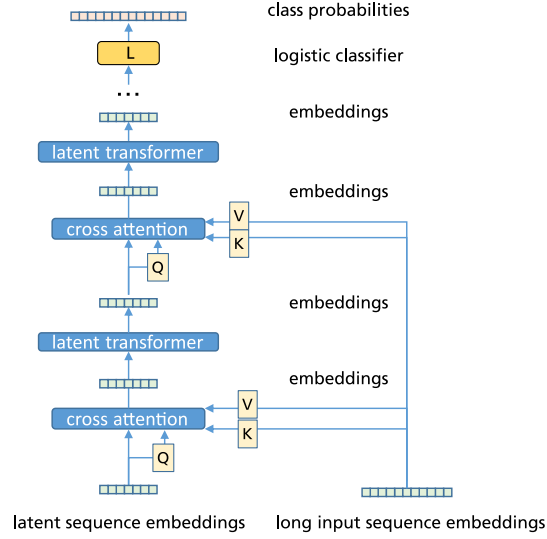 class probabilities
L
logistic classifier
...
embeddings
latent transformer
embeddings
V
cross attention
K
Q
embeddings
latent transformer
embeddings
V
cross attention
K
Q
latent sequence embeddings
long input sequence embeddings